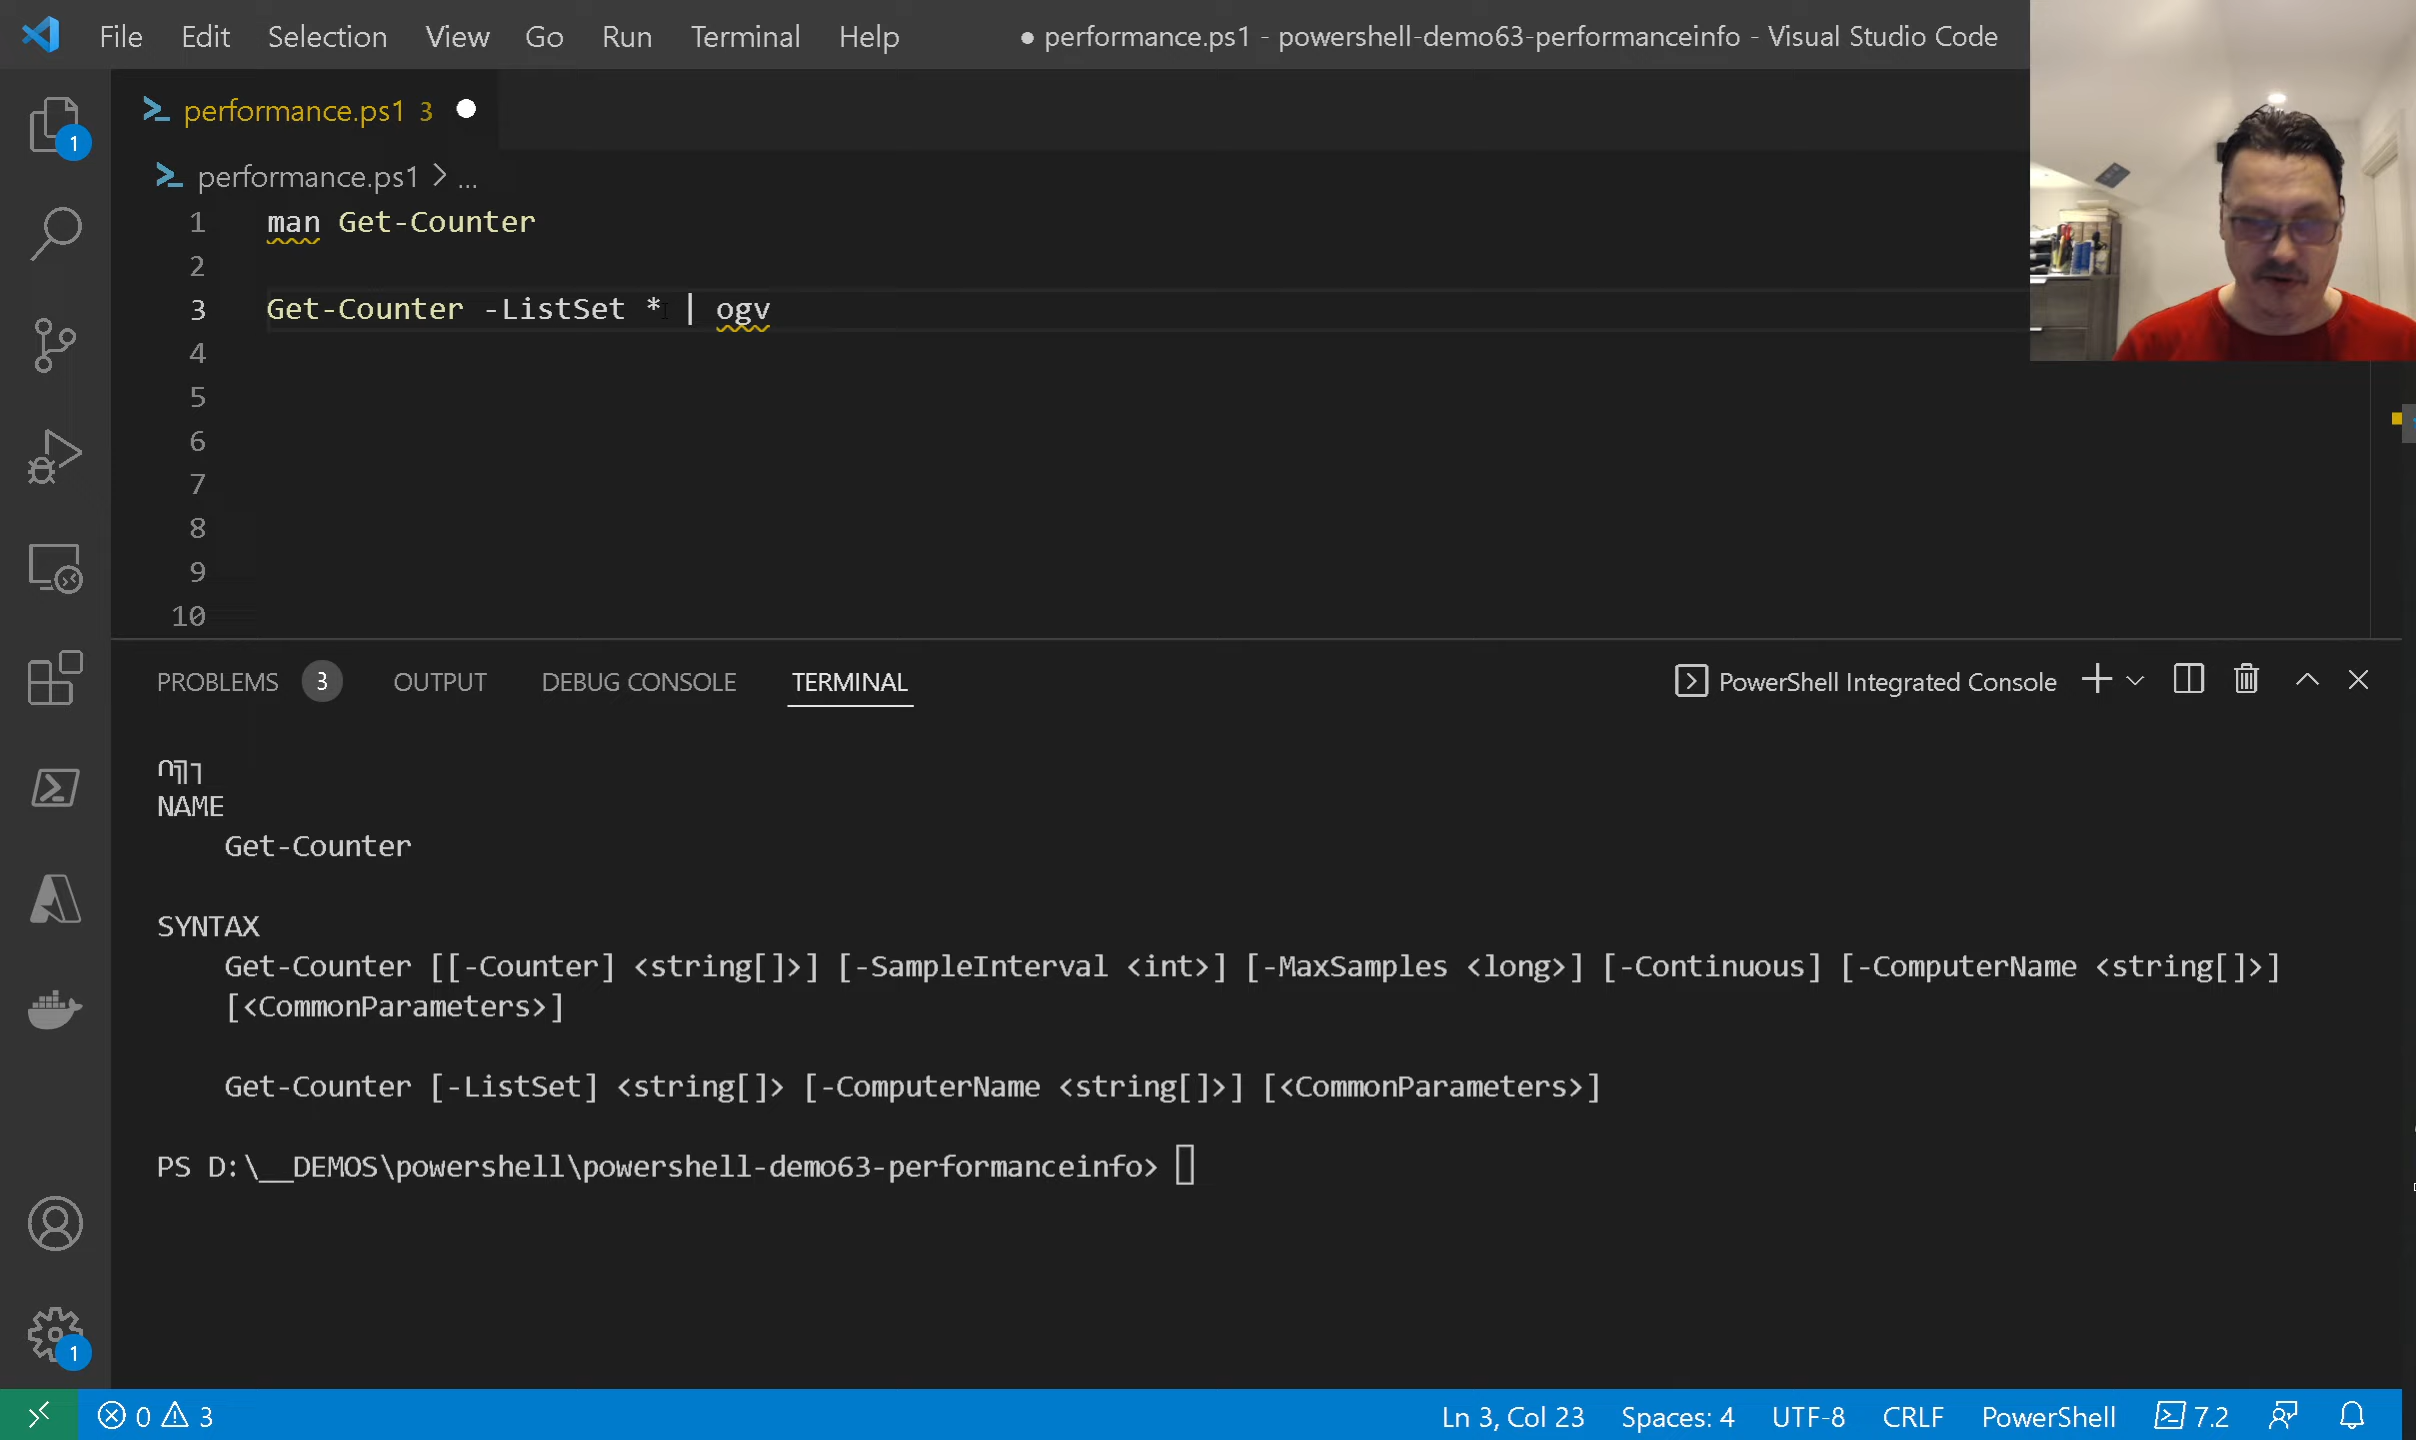 File Edit Selection View Go Run Terminal Help ● performance.ps1 - powershell-demo63-performanceinfo - Visual Studio Code
performance.ps1 3
performance.ps1 > ...
1 man Get-Counter
2
3 Get-Counter -ListSet * | ogv
4
5
6
7
8
9
10
PROBLEMS 3 OUTPUT DEBUG CONSOLE TERMINAL PowerShell Integrated Console
NAME
Get-Counter
SYNTAX
Get-Counter [[-Counter] <string[]>] [-SampleInterval <int>] [-MaxSamples <long>] [-Continuous] [-ComputerName <string[]>]
[<CommonParameters>]
Get-Counter [-ListSet] <string[]> [-ComputerName <string[]>] [<CommonParameters>]
PS D:\__DEMOS\powershell\powershell-demo63-performanceinfo>
1
1
0 3 Ln 3, Col 23 Spaces: 4 UTF-8 CRLF PowerShell 7.2